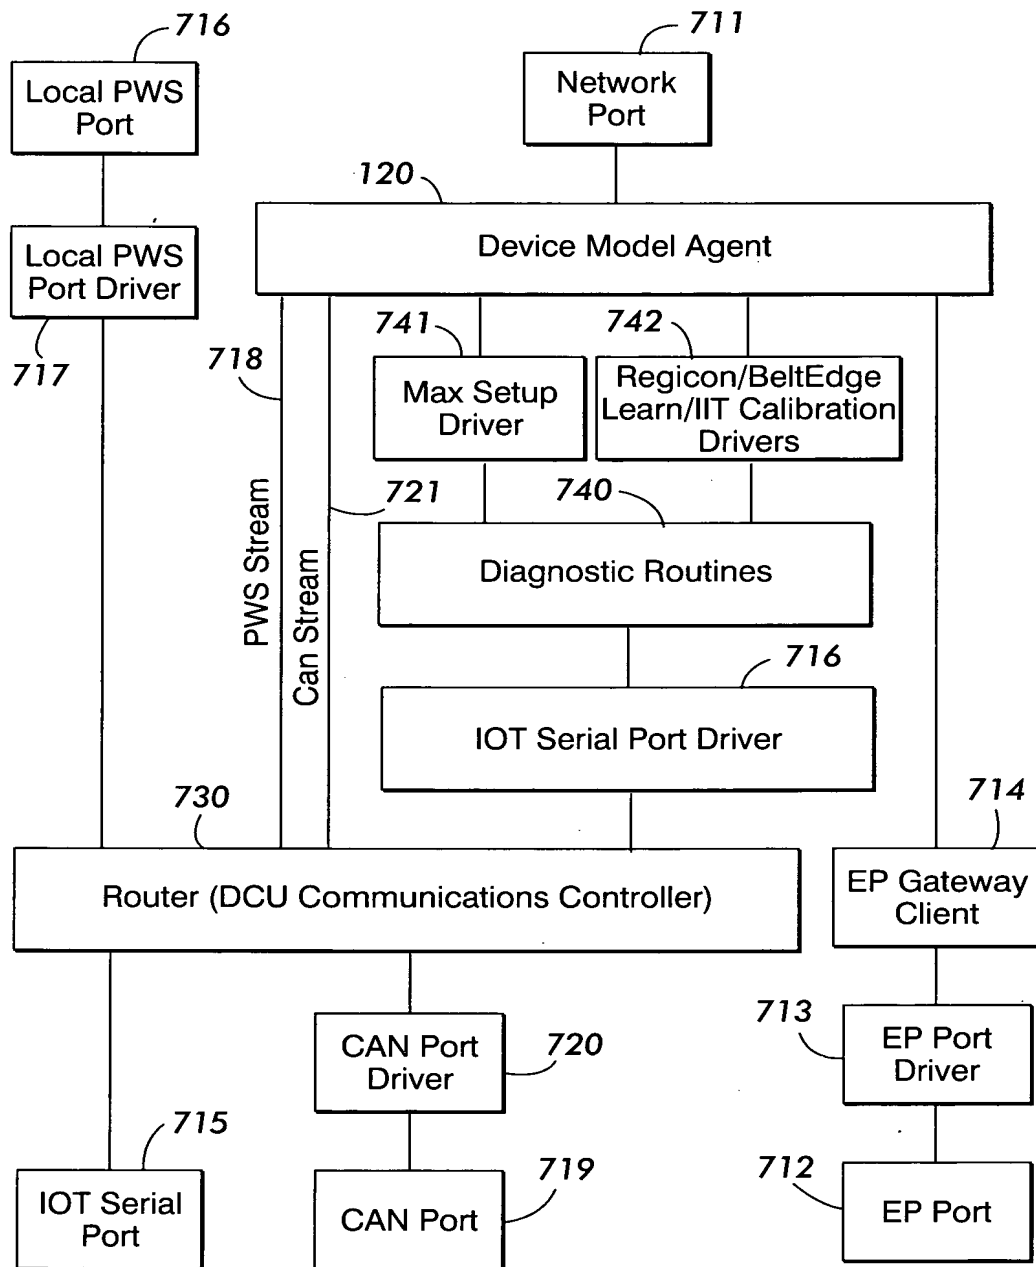 716
711
Local PWS
Port
Network
Port
120
Local PWS
Port Driver
Device Model Agent
717
718
741
742
Max Setup
Driver
Regicon/BeltEdge
Learn/IIT Calibration
Drivers
PWS Stream
Can Stream
721
740
Diagnostic Routines
716
IOT Serial Port Driver
730
714
Router (DCU Communications Controller)
EP Gateway
Client
CAN Port
Driver
720
713
EP Port
Driver
715
IOT Serial
Port
CAN Port
719
712
EP Port